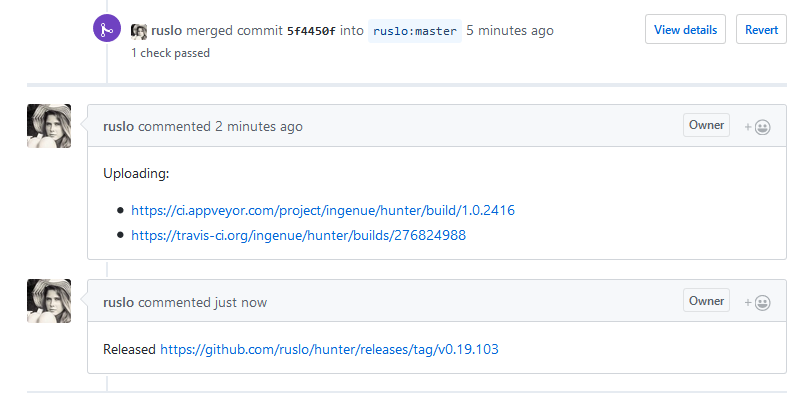 ruslo merged commit 5f4450f into ruslo:master 5 minutes ago View details Revert
1 check passed
ruslo commented 2 minutes ago Owner +
Uploading:
• https://ci.appveyor.com/project/ingenue/hunter/build/1.0.2416
• https://travis-ci.org/ingenue/hunter/builds/276824988
ruslo commented just now Owner +
Released https://github.com/ruslo/hunter/releases/tag/v0.19.103